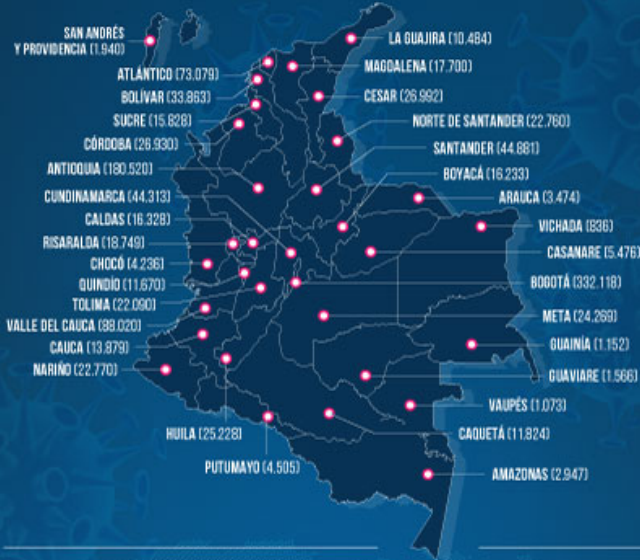 SAN ANDRÉS
Y PROVIDENCIA (1.940)
ATLÁNTICO (73.079)
BOLÍVAR (33.863)
SUCRE (15.828)
CÓRDOBA (26.930)
ANTIOQUIA (180.520)
CUNDINAMARCA (44.313)
CALDAS (16.328)
RISARALDA (18.749)
CHOCÓ (4.236)
QUINDÍO (11.670)
TOLIMA (22.090)
VALLE DEL CAUCA (88.020)
CAUCA (13.879)
NARIÑO (22.770)
HUILA (25.228)
PUTUMAYO (4.505)
LA GUAJIRA (10.484)
MAGDALENA (17.700)
CESAR (26.992)
NORTE DE SANTANDER (22.760)
SANTANDER (44.881)
BOYACÁ (16.233)
ARAUCA (3.474)
VICHADA (836)
CASANARE (5.476)
BOGOTÁ (332.118)
META (24.269)
GUAINÍA (1.152)
GUAVIARE (1.566)
VAUPÉS (1.073)
CAQUETÁ (11.824)
AMAZONAS (2.947)